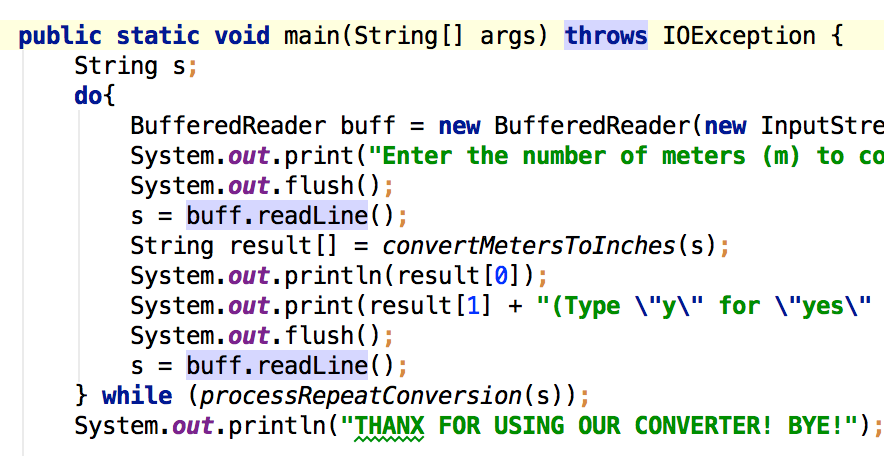 public static void main(String[] args) throws IOException {
String s;
do{
BufferedReader buff = new BufferedReader(new
System.out.print("Enter the number of meters (m) to
System.out.flush();
s = buff.readLine();
String result[] = convertMetersToInches(s);
System.out.println(result[0]);
System.out.print(result[1] + "(Type \"y\" for \"yes\"
System.out.flush();
s = buff.readLine();
} while (processRepeatConversion(s));
System.out.println("THANX FOR USING OUR CONVERTER! BYE!");